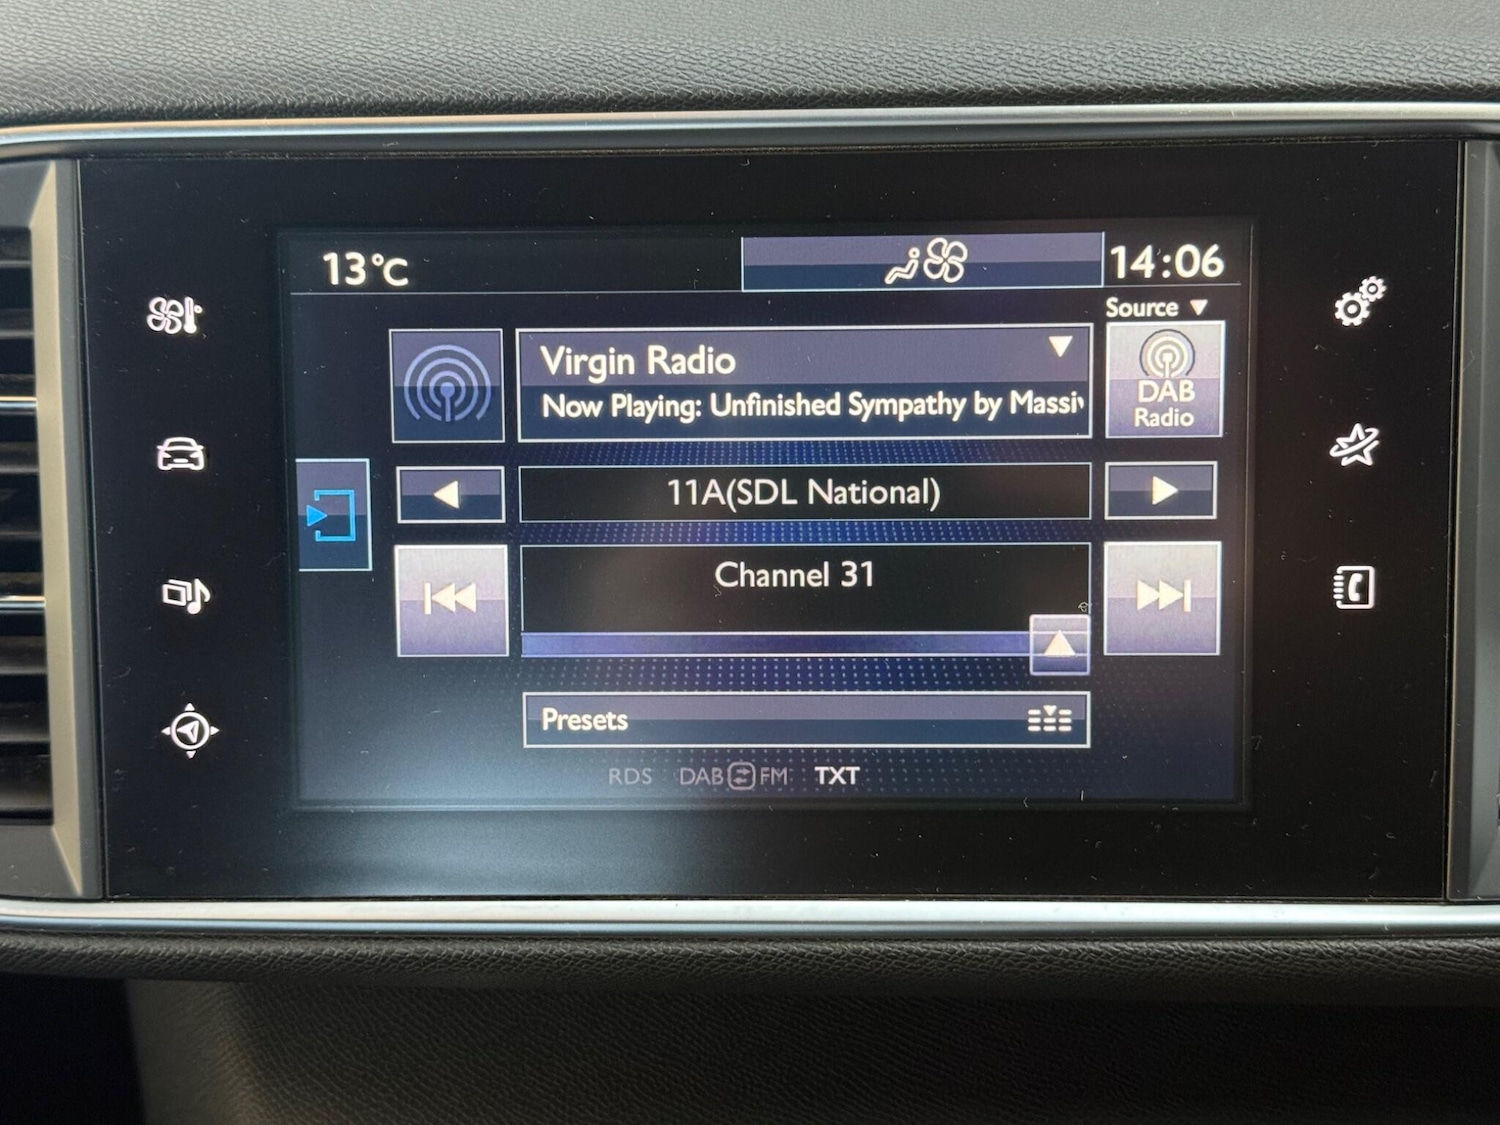 13°C
14:06
Source
Virgin Radio
Now Playing: Unfinished Sympathy by Massiv
DAB
Radio
11A(SDL National)
Channel 31
Presets
RDS DAB FM TXT